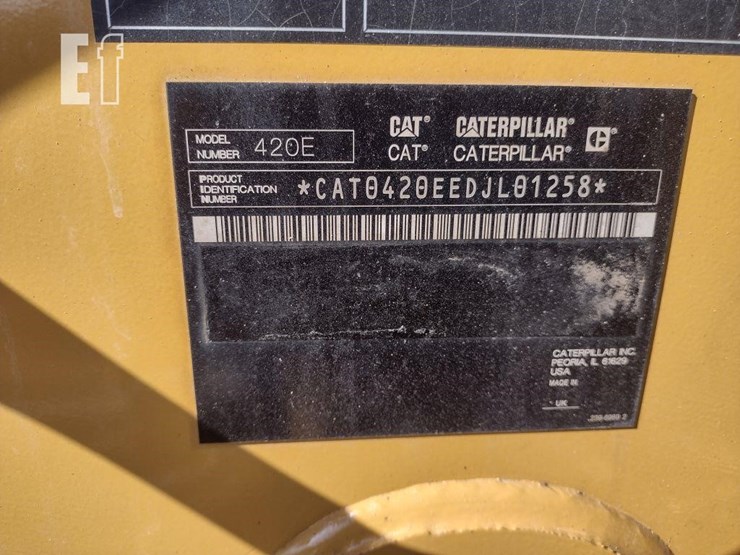 Ef
CAT® CATERPILLAR®
MODEL NUMBER 420E
CAT® CATERPILLAR®
PRODUCT IDENTIFICATION NUMBER *CAT0420EEDJL01258*
CATERPILLAR INC.
PEORIA, IL 61629
USA
MADE IN
UK